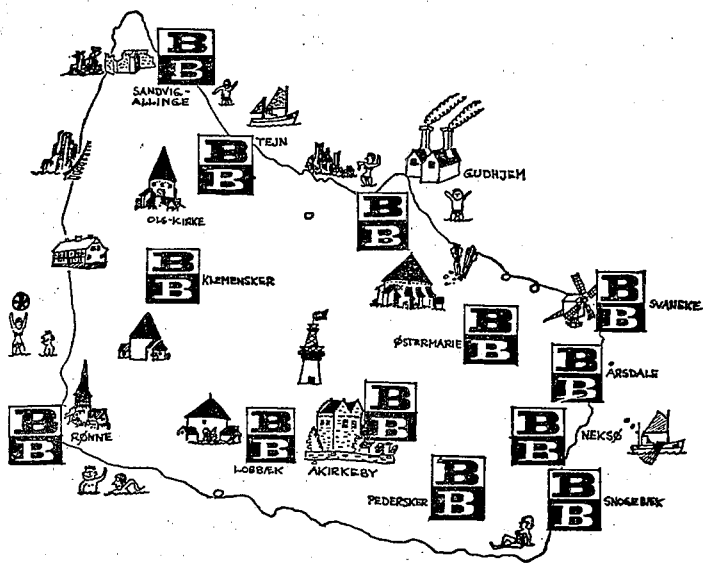 B
B
SANDVIG-
ALLINGE
B
B
TEJN
GUDHJEM
B
B
OLS-KIRKE
B
B
KLEMENSKER
B
B
SVANEKE
B
B
ØSTERMARIE
B
B
ÅRSDALE
B
B
RØNNE
B
B
LOBBÆK
B
B
ÅKIRKEBY
B
B
NEKSØ
B
B
PEDERSKER
B
B
SNOGEBÆK